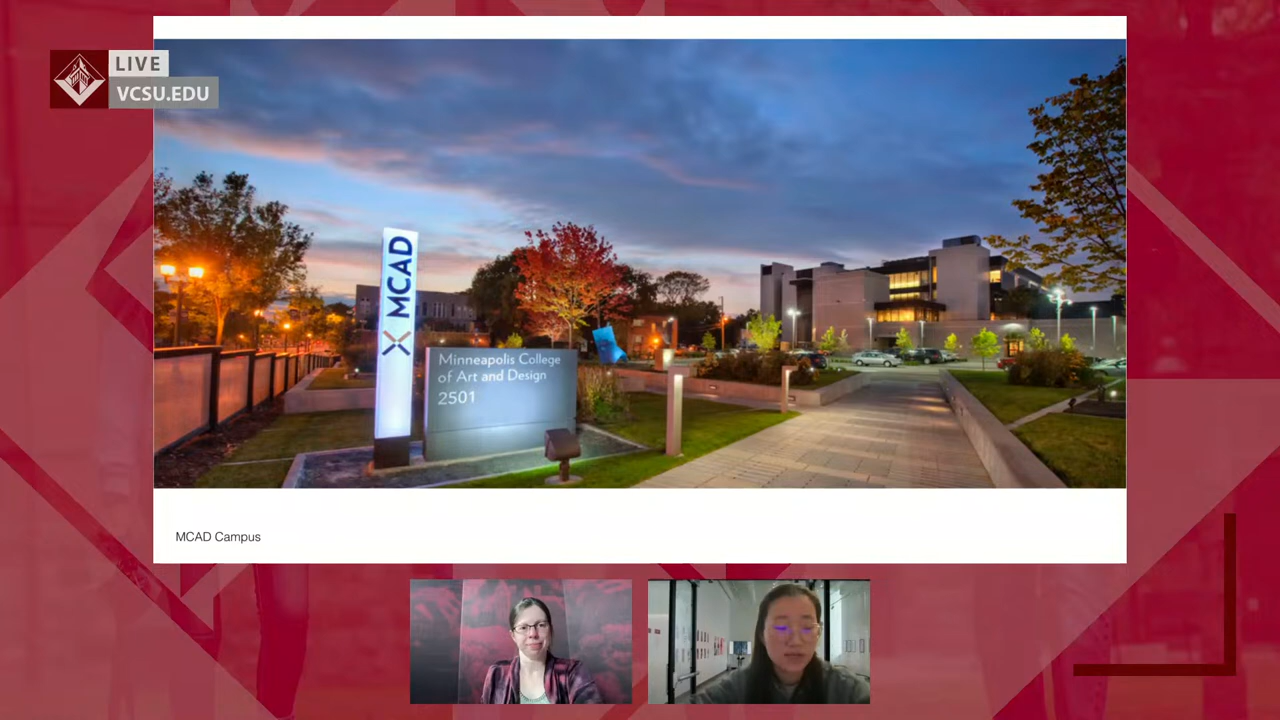 LIVE
VCSU.EDU
MCAD
Minneapolis College
of Art and Design
2501
MCAD Campus